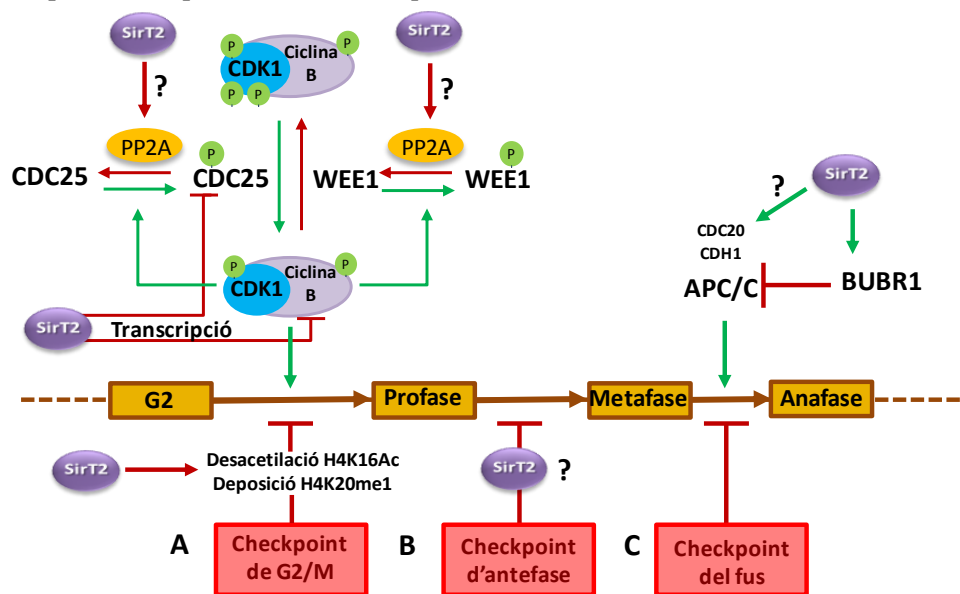 SirT2
?
PP2A
CDC25
P
CDC25
P
P
P
P
CDK1
Ciclina
B
SirT2
?
PP2A
WEE1
P
WEE1
P
P
CDK1
Ciclina
B
SirT2
?
CDC20
CDH1
APC/C
BUBR1
SirT2
Transcripció
G2
Profase
Metafase
Anafase
SirT2
Desacetilació H4K16Ac
Deposició H4K20me1
SirT2
?
A
Checkpoint
de G2/M
B
Checkpoint
d'antefase
C
Checkpoint
del fus